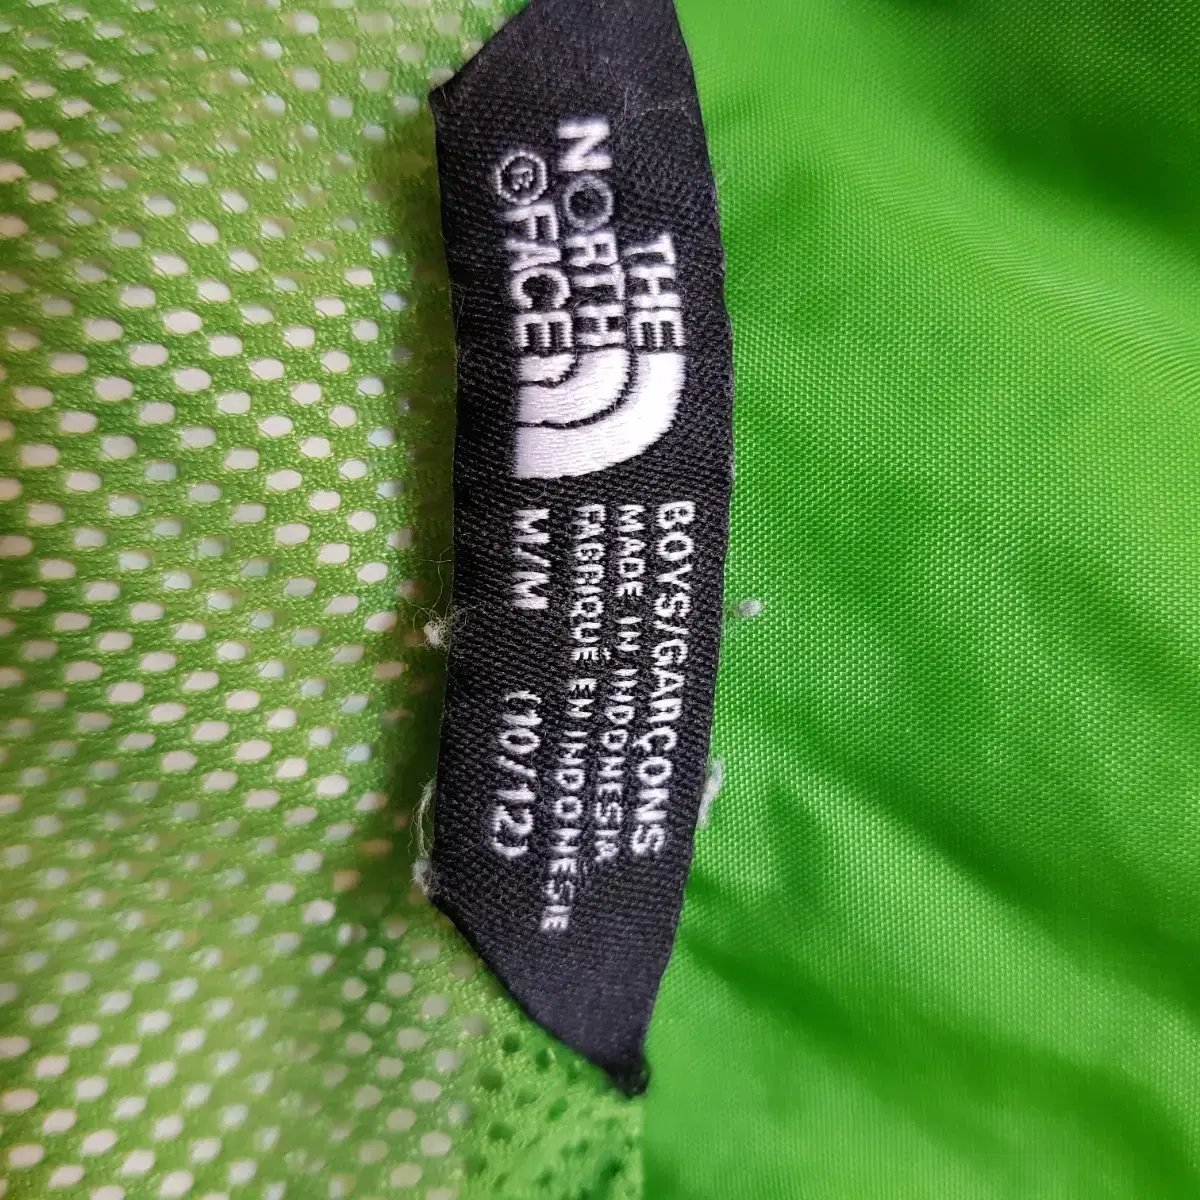 THE
NORTH
FACE®
BOYS/GARÇONS
MADE IN INDONESIA
FABRIQUÉ EN INDONÉSIE
M/M (10/12)